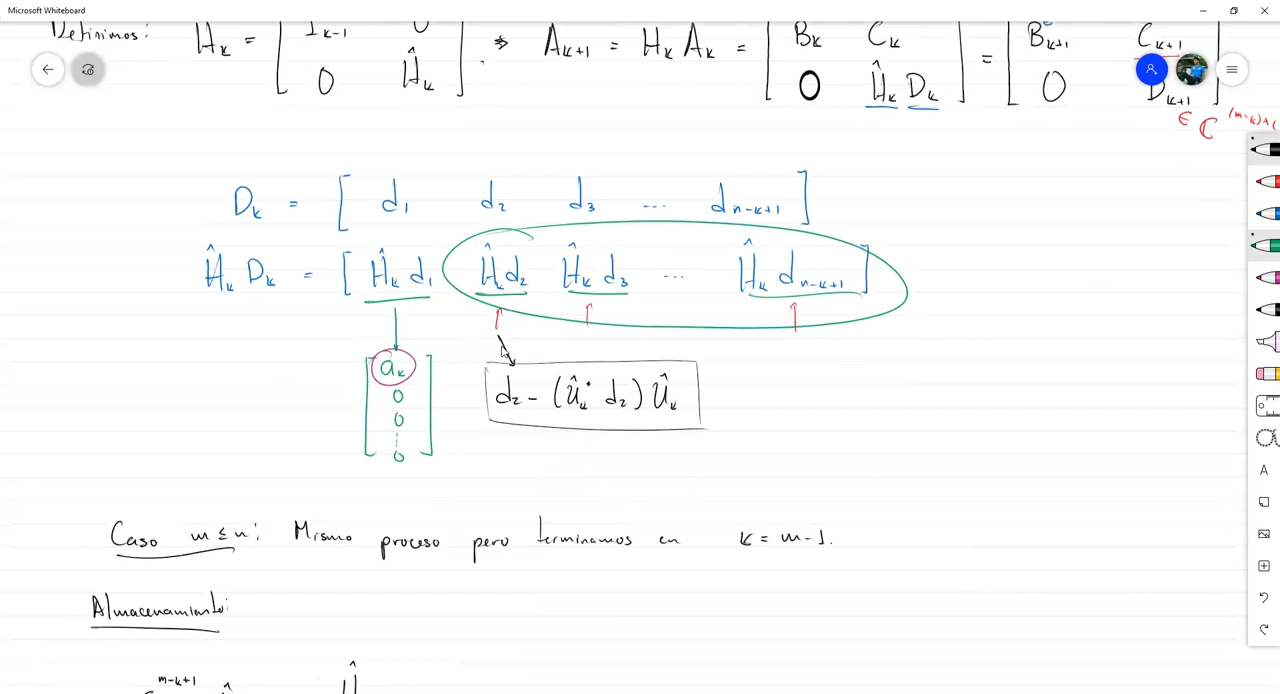 Microsoft Whiteboard
Definimos: H_k = [ I_{k-1} 0 ; 0 Ĥ_k ], ⇒ A_{k+1} = H_k A_k = [ B_k C_k ; 0 Ĥ_k D_k ] = [ B_{k+1} C_{k+1} ; 0 D_{k+1} ]
∈ ℂ
D_k = [ d_1 d_2 d_3 ... d_{n-k+1} ]
Ĥ_k D_k = [ Ĥ_k d_1 Ĥ_k d_2 Ĥ_k d_3 ... Ĥ_k d_{n-k+1} ]
a_k
0
0
⋮
0
d_2 - (û_k^* d_2) û_k
Caso m ≤ n: Mismo proceso pero terminamos en k = m-1.
Almacenamiento:
m-k+1